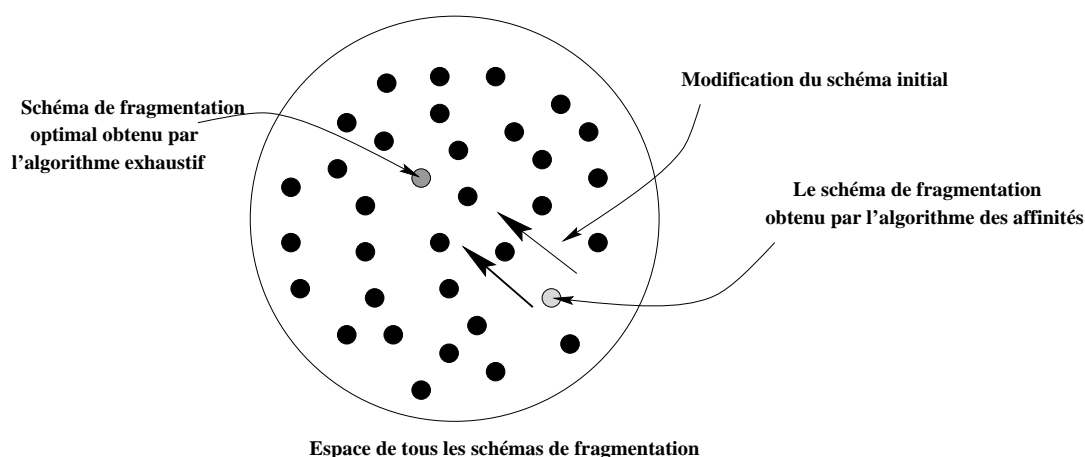 Schéma de fragmentation
optimal obtenu par
l'algorithme exhaustif
Modification du schéma initial
Le schéma de fragmentation
obtenu par l'algorithme des affinités
Espace de tous les schémas de fragmentation